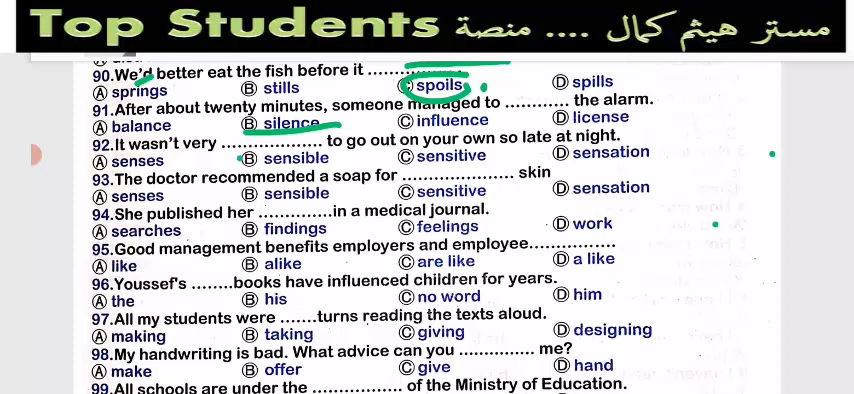 Top Students مستر هيثم كمال .... منصة
90.We'd better eat the fish before it ................
Ⓐ springs Ⓑ stills Ⓒ spoils Ⓓ spills
91.After about twenty minutes, someone managed to ............ the alarm.
Ⓐ balance Ⓑ silence Ⓒ influence Ⓓ license
92.It wasn't very ................... to go out on your own so late at night.
Ⓐ senses Ⓑ sensible Ⓒ sensitive Ⓓ sensation
93.The doctor recommended a soap for ..................... skin
Ⓐ senses Ⓑ sensible Ⓒ sensitive Ⓓ sensation
94.She published her ..............in a medical journal.
Ⓐ searches Ⓑ findings Ⓒ feelings Ⓓ work
95.Good management benefits employers and employee................
Ⓐ like Ⓑ alike Ⓒ are like Ⓓ a like
96.Youssef's ........books have influenced children for years.
Ⓐ the Ⓑ his Ⓒ no word Ⓓ him
97.All my students were .......turns reading the texts aloud.
Ⓐ making Ⓑ taking Ⓒ giving Ⓓ designing
98.My handwriting is bad. What advice can you .............. me?
Ⓐ make Ⓑ offer Ⓒ give Ⓓ hand
99.All schools are under the ................. of the Ministry of Education.